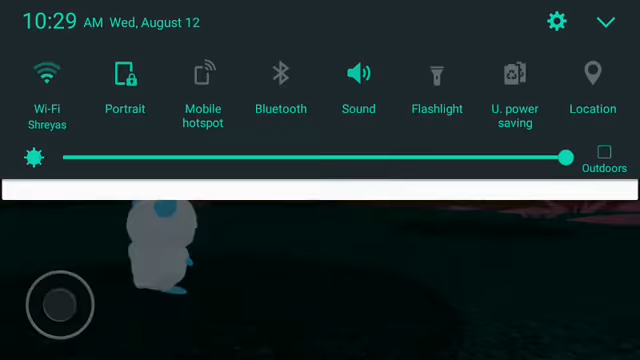 10:29 AM Wed, August 12
Wi-Fi
Shreyas
Portrait
Mobile
hotspot
Bluetooth
Sound
Flashlight
U. power
saving
Location
Outdoors